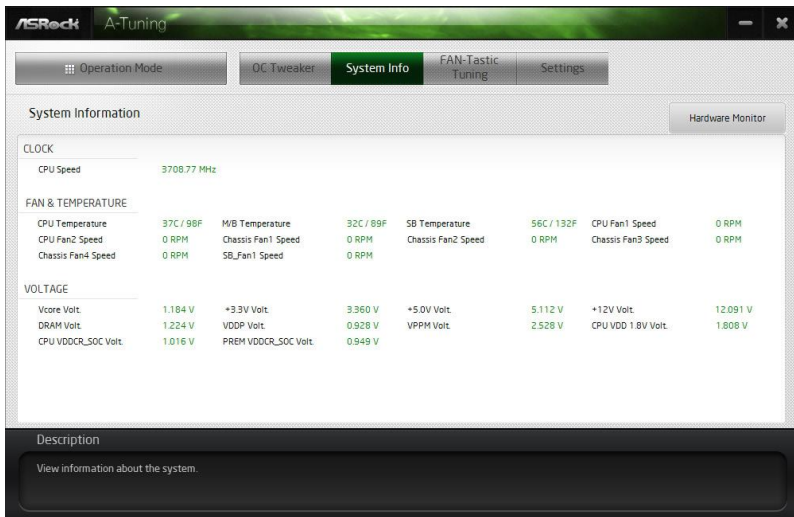 ASRock A-Tuning
Operation Mode OC Tweaker System Info FAN-Tastic Tuning Settings
System Information Hardware Monitor
CLOCK
CPU Speed 3708.77 MHz
FAN & TEMPERATURE
CPU Temperature 37C / 98F M/B Temperature 32C / 89F SB Temperature 56C / 132F CPU Fan1 Speed 0 RPM
CPU Fan2 Speed 0 RPM Chassis Fan1 Speed 0 RPM Chassis Fan2 Speed 0 RPM Chassis Fan3 Speed 0 RPM
Chassis Fan4 Speed 0 RPM SB_Fan1 Speed 0 RPM
VOLTAGE
Vcore Volt. 1.184 V +3.3V Volt. 3.360 V +5.0V Volt. 5.112 V +12V Volt. 12.091 V
DRAM Volt. 1.224 V VDDP Volt. 0.928 V VPPM Volt. 2.528 V CPU VDD 1.8V Volt. 1.808 V
CPU VDDCR_SOC Volt. 1.016 V PREM VDDCR_SOC Volt. 0.949 V
Description
View information about the system.